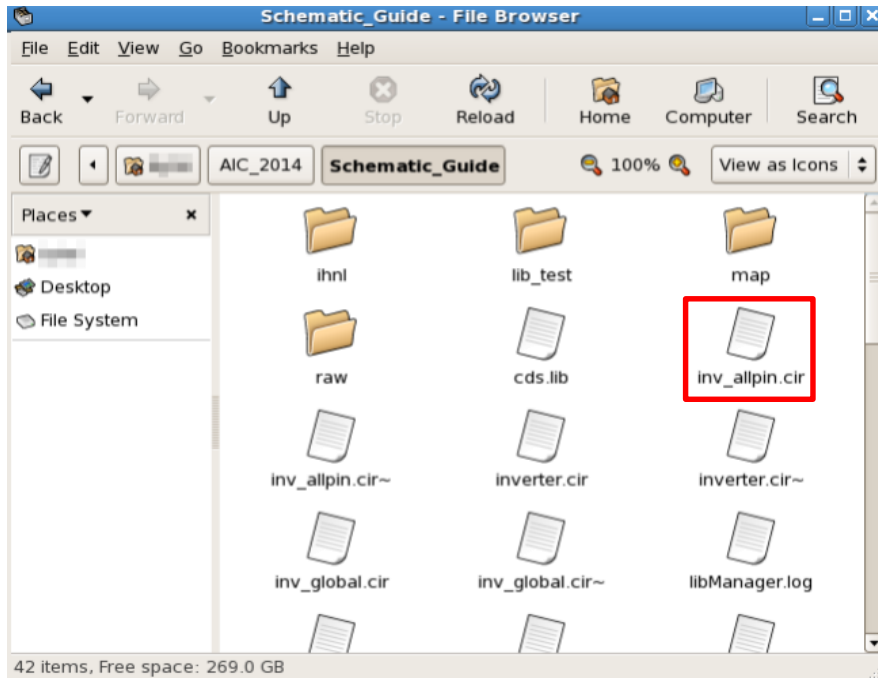 Schematic_Guide - File Browser
File Edit View Go Bookmarks Help
Back Forward Up Stop Reload Home Computer Search
AIC_2014 Schematic_Guide 100% View as Icons
Places
Desktop
File System
ihnl lib_test map
raw cds.lib inv_allpin.cir
inv_allpin.cir~ inverter.cir inverter.cir~
inv_global.cir inv_global.cir~ libManager.log
42 items, Free space: 269.0 GB